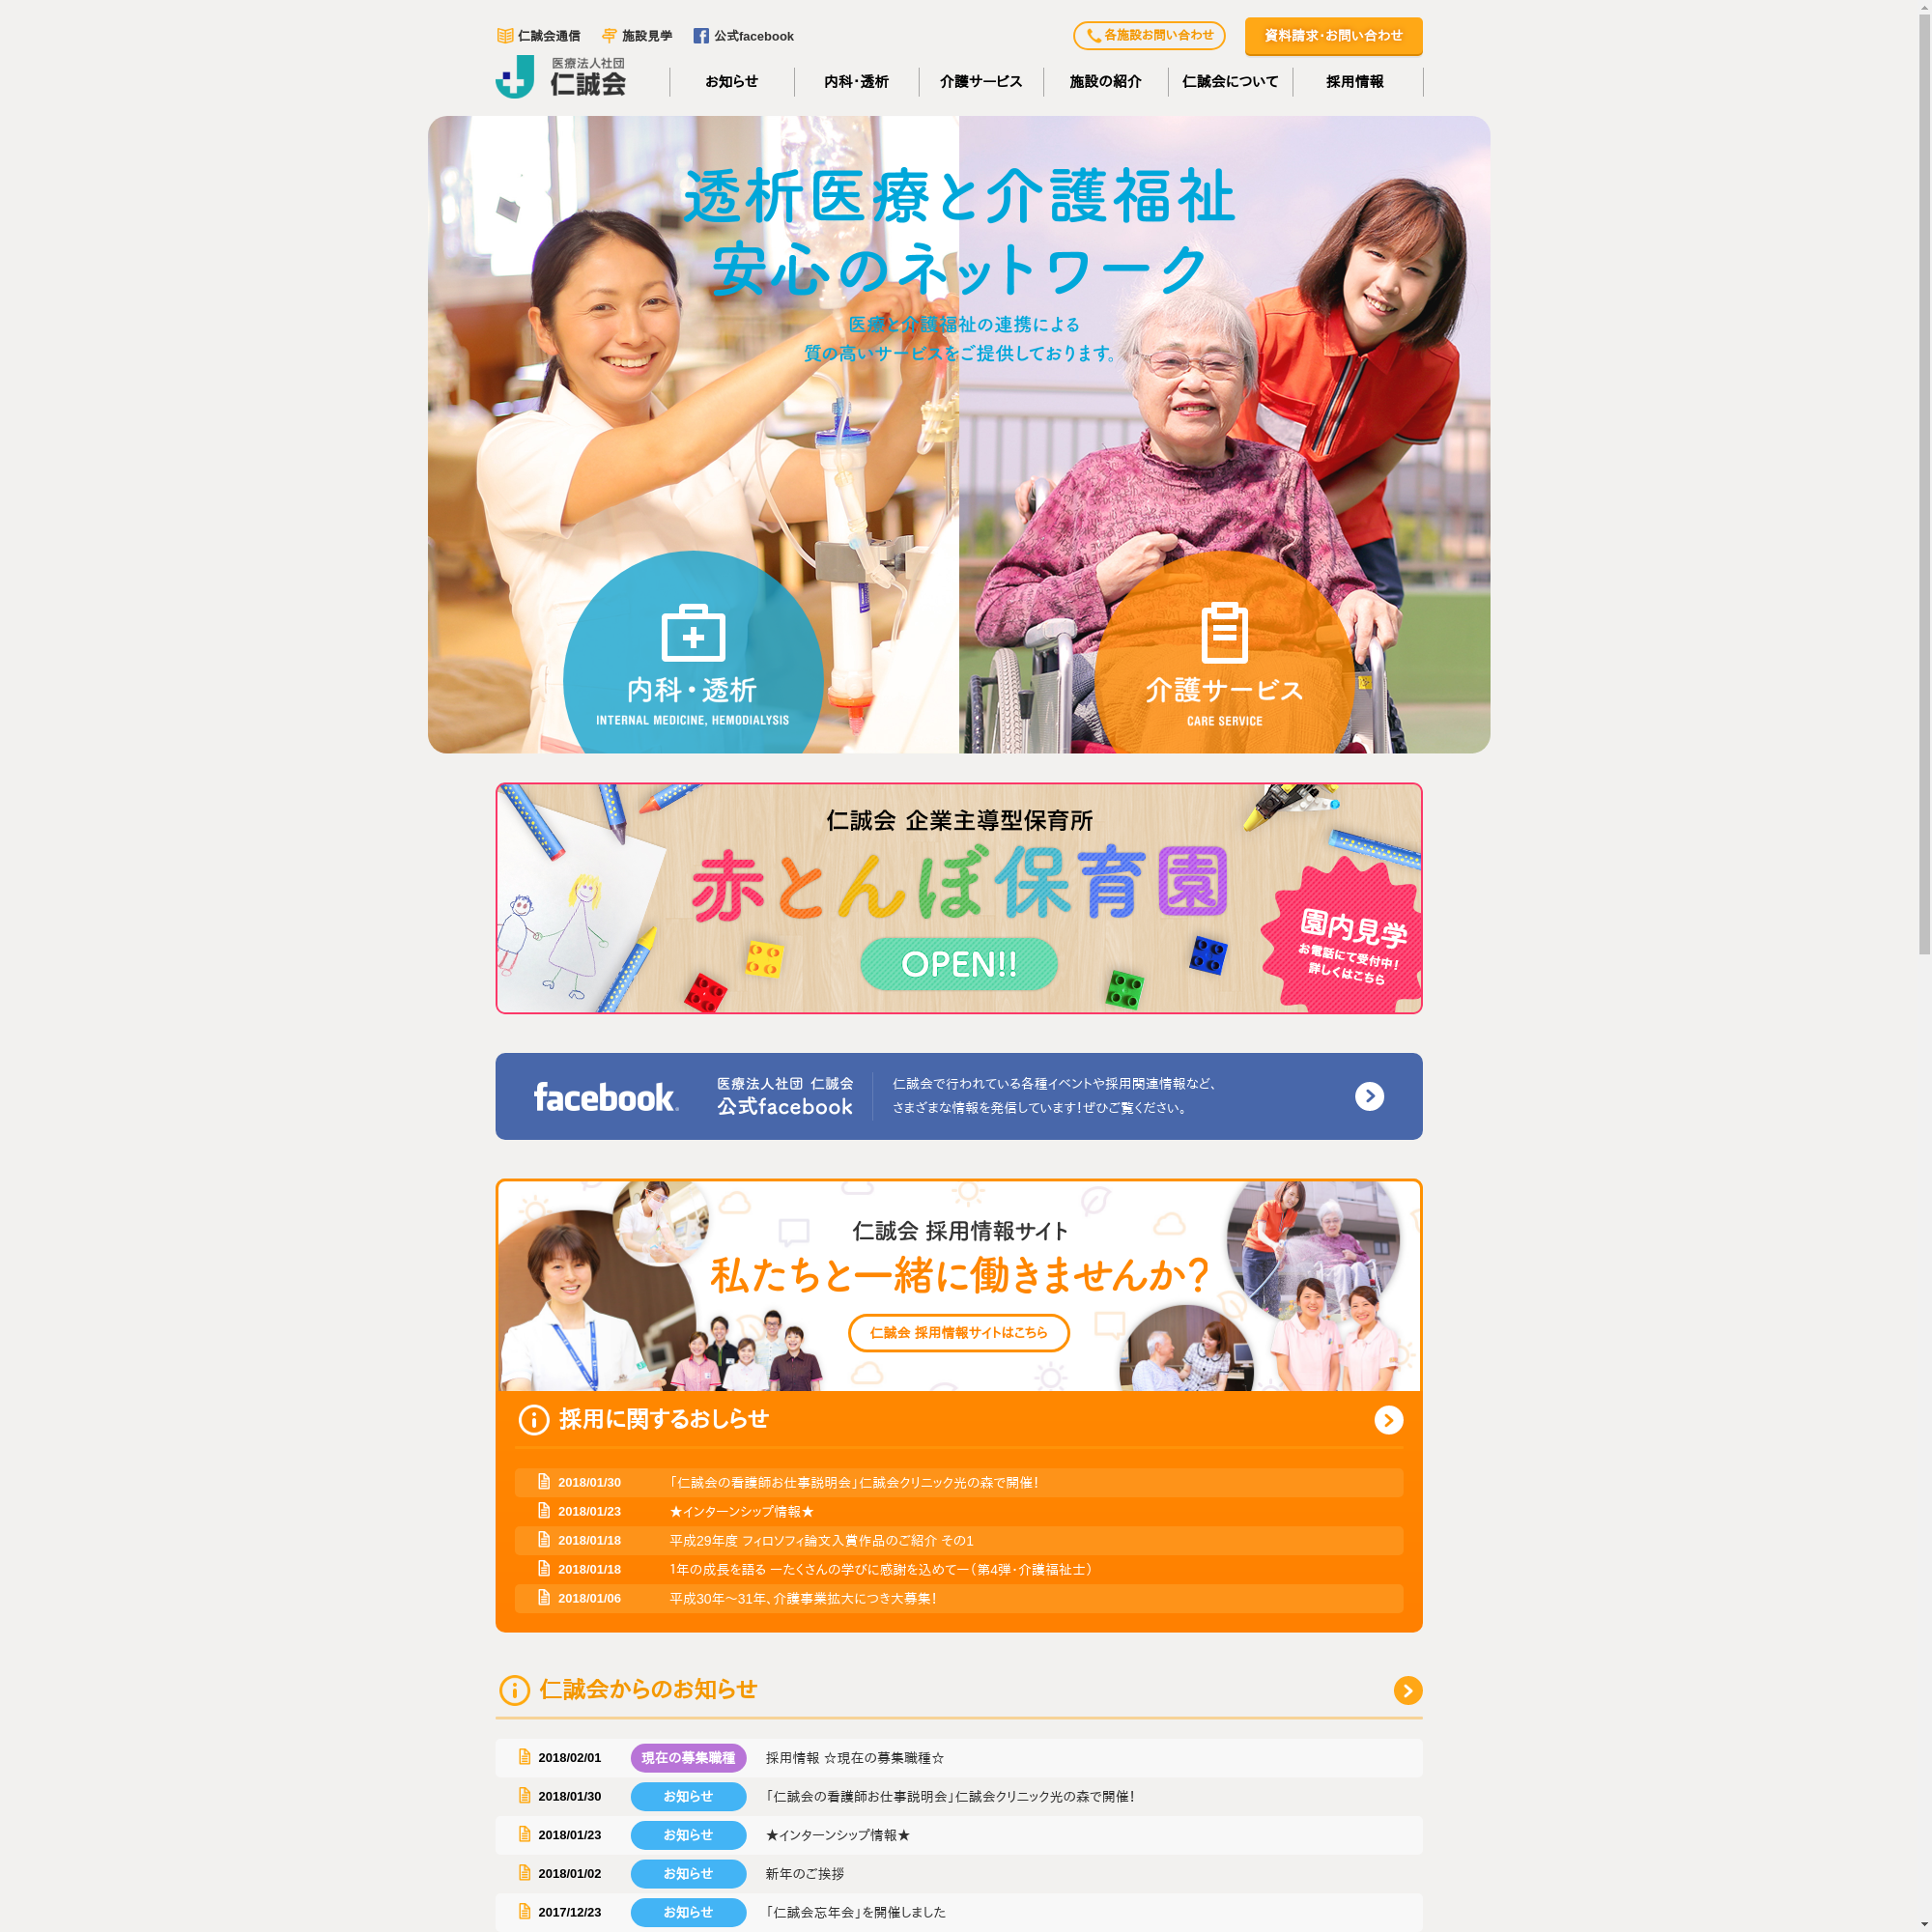 仁誠会通信 施設見学 公式facebook 各施設お問い合わせ 資料請求・お問い合わせ
医療法人社団
仁誠会
お知らせ 内科・透析 介護サービス 施設の紹介 仁誠会について 採用情報
透析医療と介護福祉
安心のネットワーク
医療と介護福祉の連携による
質の高いサービスをご提供しております。
内科・透析
INTERNAL MEDICINE, HEMODIALYSIS
介護サービス
CARE SERVICE
仁誠会 企業主導型保育所
赤とんぼ保育園
OPEN!!
園内見学
お電話にて受付中!
詳しくはこちら
facebook
医療法人社団 仁誠会
公式facebook
仁誠会で行われている各種イベントや採用関連情報など、
さまざまな情報を発信しています!ぜひご覧ください。
仁誠会 採用情報サイト
私たちと一緒に働きませんか?
仁誠会 採用情報サイトはこちら
採用に関するおしらせ
2018/01/30 「仁誠会の看護師お仕事説明会」仁誠会クリニック光の森で開催!
2018/01/23 ★インターンシップ情報★
2018/01/18 平成29年度 フィロソフィ論文入賞作品のご紹介 その1
2018/01/18 1年の成長を語る ーたくさんの学びに感謝を込めてー(第4弾・介護福祉士)
2018/01/06 平成30年～31年、介護事業拡大につき大募集!
仁誠会からのお知らせ
2018/02/01 現在の募集職種 採用情報 ☆現在の募集職種☆
2018/01/30 お知らせ 「仁誠会の看護師お仕事説明会」仁誠会クリニック光の森で開催!
2018/01/23 お知らせ ★インターンシップ情報★
2018/01/02 お知らせ 新年のご挨拶
2017/12/23 お知らせ 「仁誠会忘年会」を開催しました